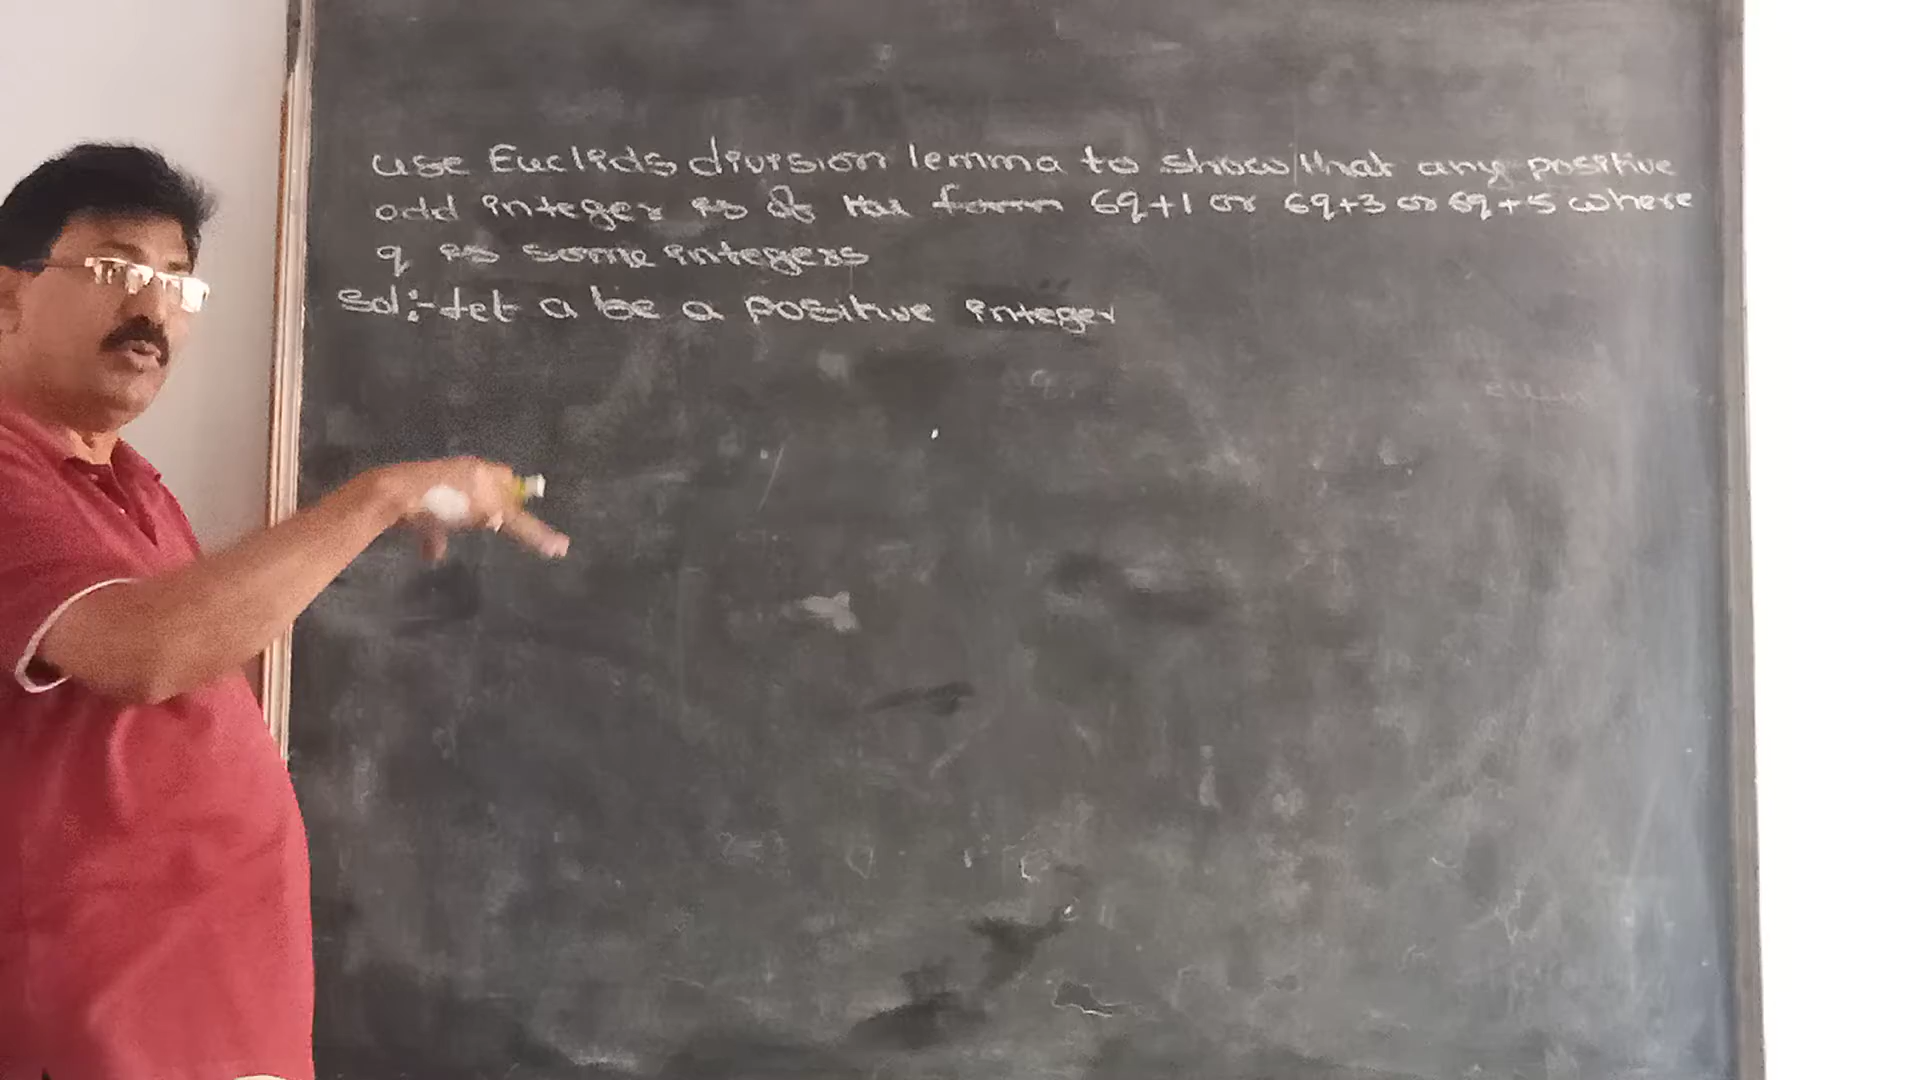 use Euclids division lemma to show that any positive
odd integer is of the form 6q+1 or 6q+3 or 6q+5 where
q is some integers
Sol:- let a be a positive integer